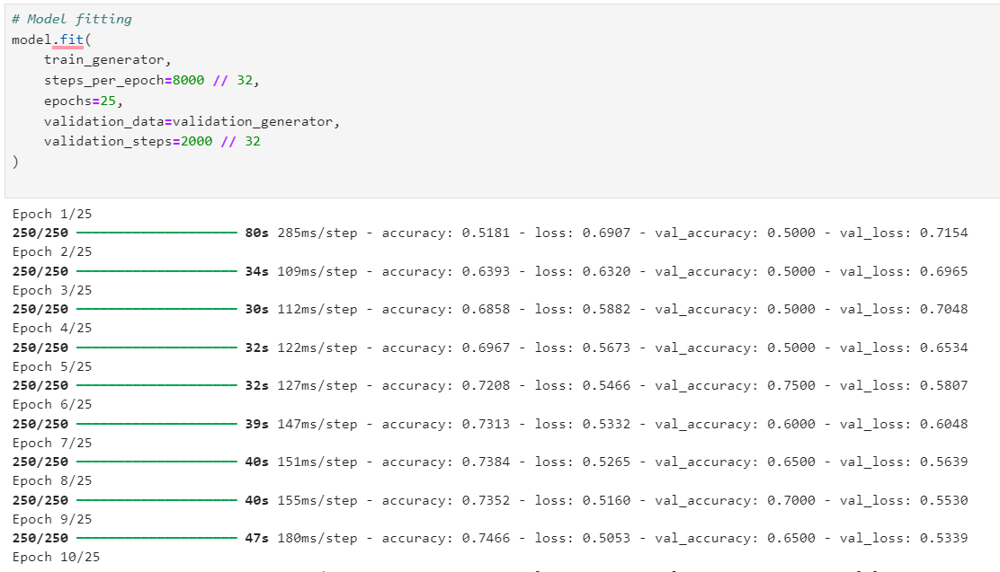 # Model fitting
model.fit(
    train_generator,
    steps_per_epoch=8000 // 32,
    epochs=25,
    validation_data=validation_generator,
    validation_steps=2000 // 32
)
Epoch 1/25
250/250 ━━━━━━━━━━━━━━━━━━━━ 80s 285ms/step - accuracy: 0.5181 - loss: 0.6907 - val_accuracy: 0.5000 - val_loss: 0.7154
Epoch 2/25
250/250 ━━━━━━━━━━━━━━━━━━━━ 34s 109ms/step - accuracy: 0.6393 - loss: 0.6320 - val_accuracy: 0.5000 - val_loss: 0.6965
Epoch 3/25
250/250 ━━━━━━━━━━━━━━━━━━━━ 30s 112ms/step - accuracy: 0.6858 - loss: 0.5882 - val_accuracy: 0.5000 - val_loss: 0.7048
Epoch 4/25
250/250 ━━━━━━━━━━━━━━━━━━━━ 32s 122ms/step - accuracy: 0.6967 - loss: 0.5673 - val_accuracy: 0.5000 - val_loss: 0.6534
Epoch 5/25
250/250 ━━━━━━━━━━━━━━━━━━━━ 32s 127ms/step - accuracy: 0.7208 - loss: 0.5466 - val_accuracy: 0.7500 - val_loss: 0.5807
Epoch 6/25
250/250 ━━━━━━━━━━━━━━━━━━━━ 39s 147ms/step - accuracy: 0.7313 - loss: 0.5332 - val_accuracy: 0.6000 - val_loss: 0.6048
Epoch 7/25
250/250 ━━━━━━━━━━━━━━━━━━━━ 40s 151ms/step - accuracy: 0.7384 - loss: 0.5265 - val_accuracy: 0.6500 - val_loss: 0.5639
Epoch 8/25
250/250 ━━━━━━━━━━━━━━━━━━━━ 40s 155ms/step - accuracy: 0.7352 - loss: 0.5160 - val_accuracy: 0.7000 - val_loss: 0.5530
Epoch 9/25
250/250 ━━━━━━━━━━━━━━━━━━━━ 47s 180ms/step - accuracy: 0.7466 - loss: 0.5053 - val_accuracy: 0.6500 - val_loss: 0.5339
Epoch 10/25